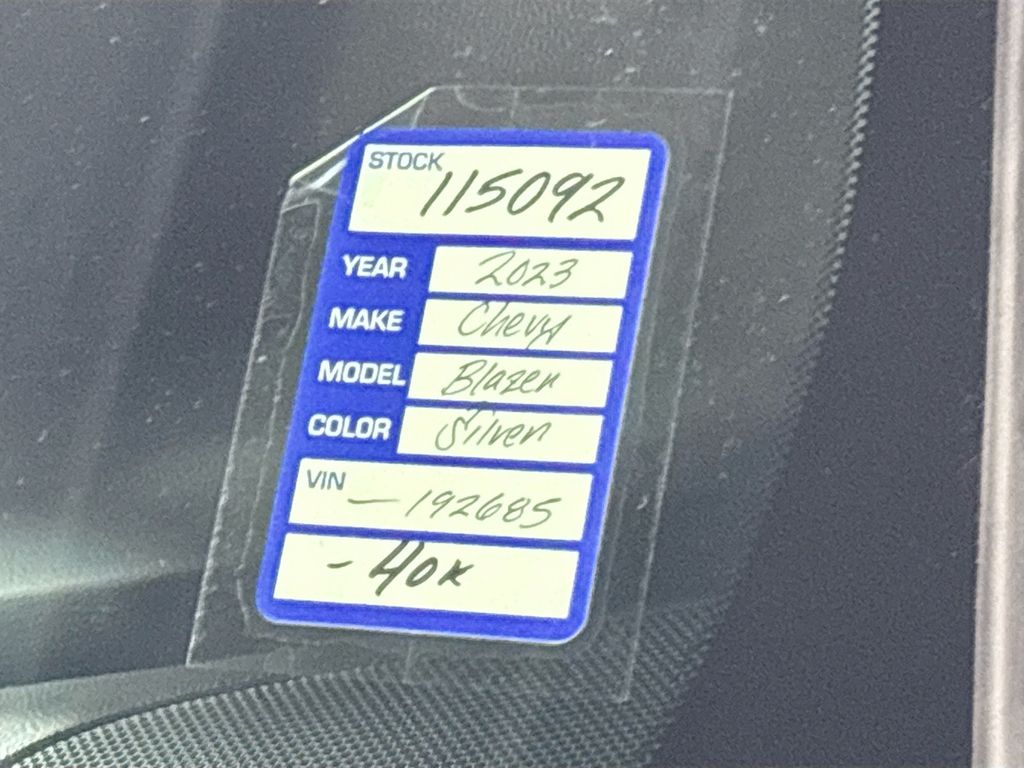 STOCK 115092
YEAR 2023
MAKE Chevy
MODEL Blazer
COLOR Silver
VIN — 192685
- 40K